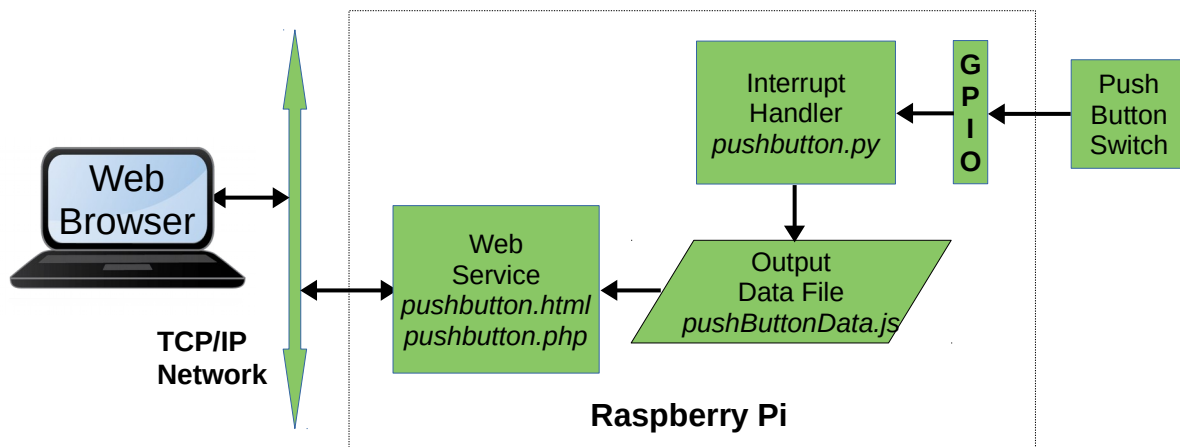 Web
Browser
TCP/IP
Network
Web
Service
pushbutton.html
pushbutton.php
Interrupt
Handler
pushbutton.py
Output
Data File
pushButtonData.js
G
P
I
O
Push
Button
Switch
Raspberry Pi